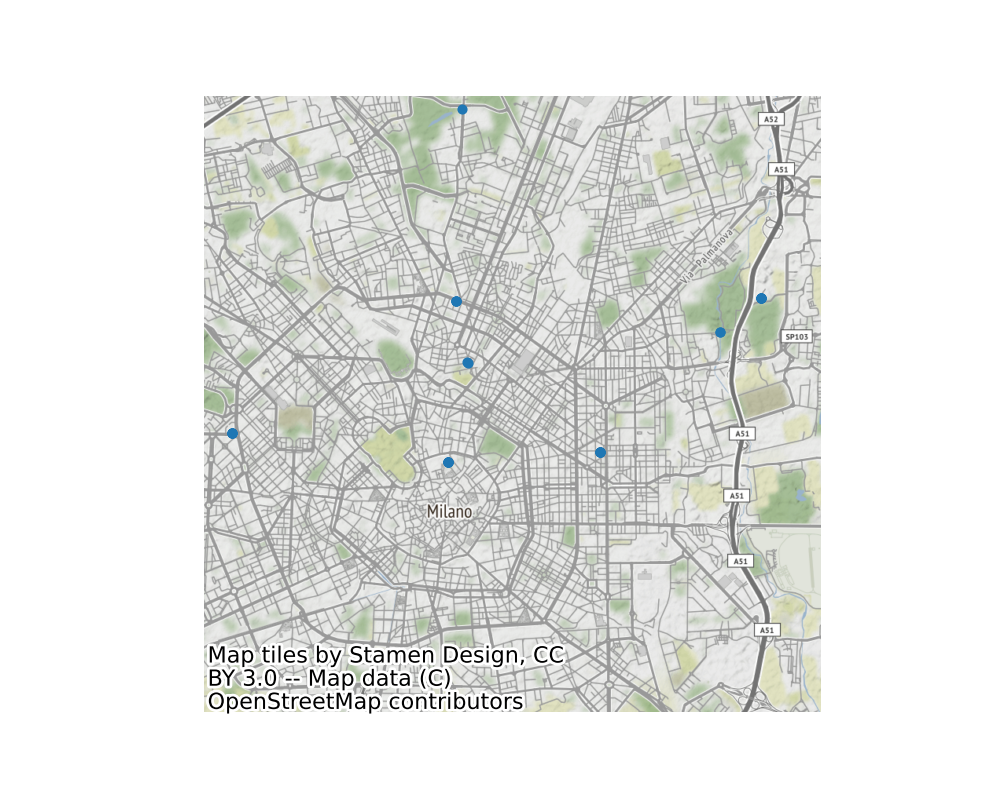 A52
A51
Via Palmanova
SP103
A51
A51
Milano
A51
A51
Map tiles by Stamen Design, CC
BY 3.0 -- Map data (C)
OpenStreetMap contributors